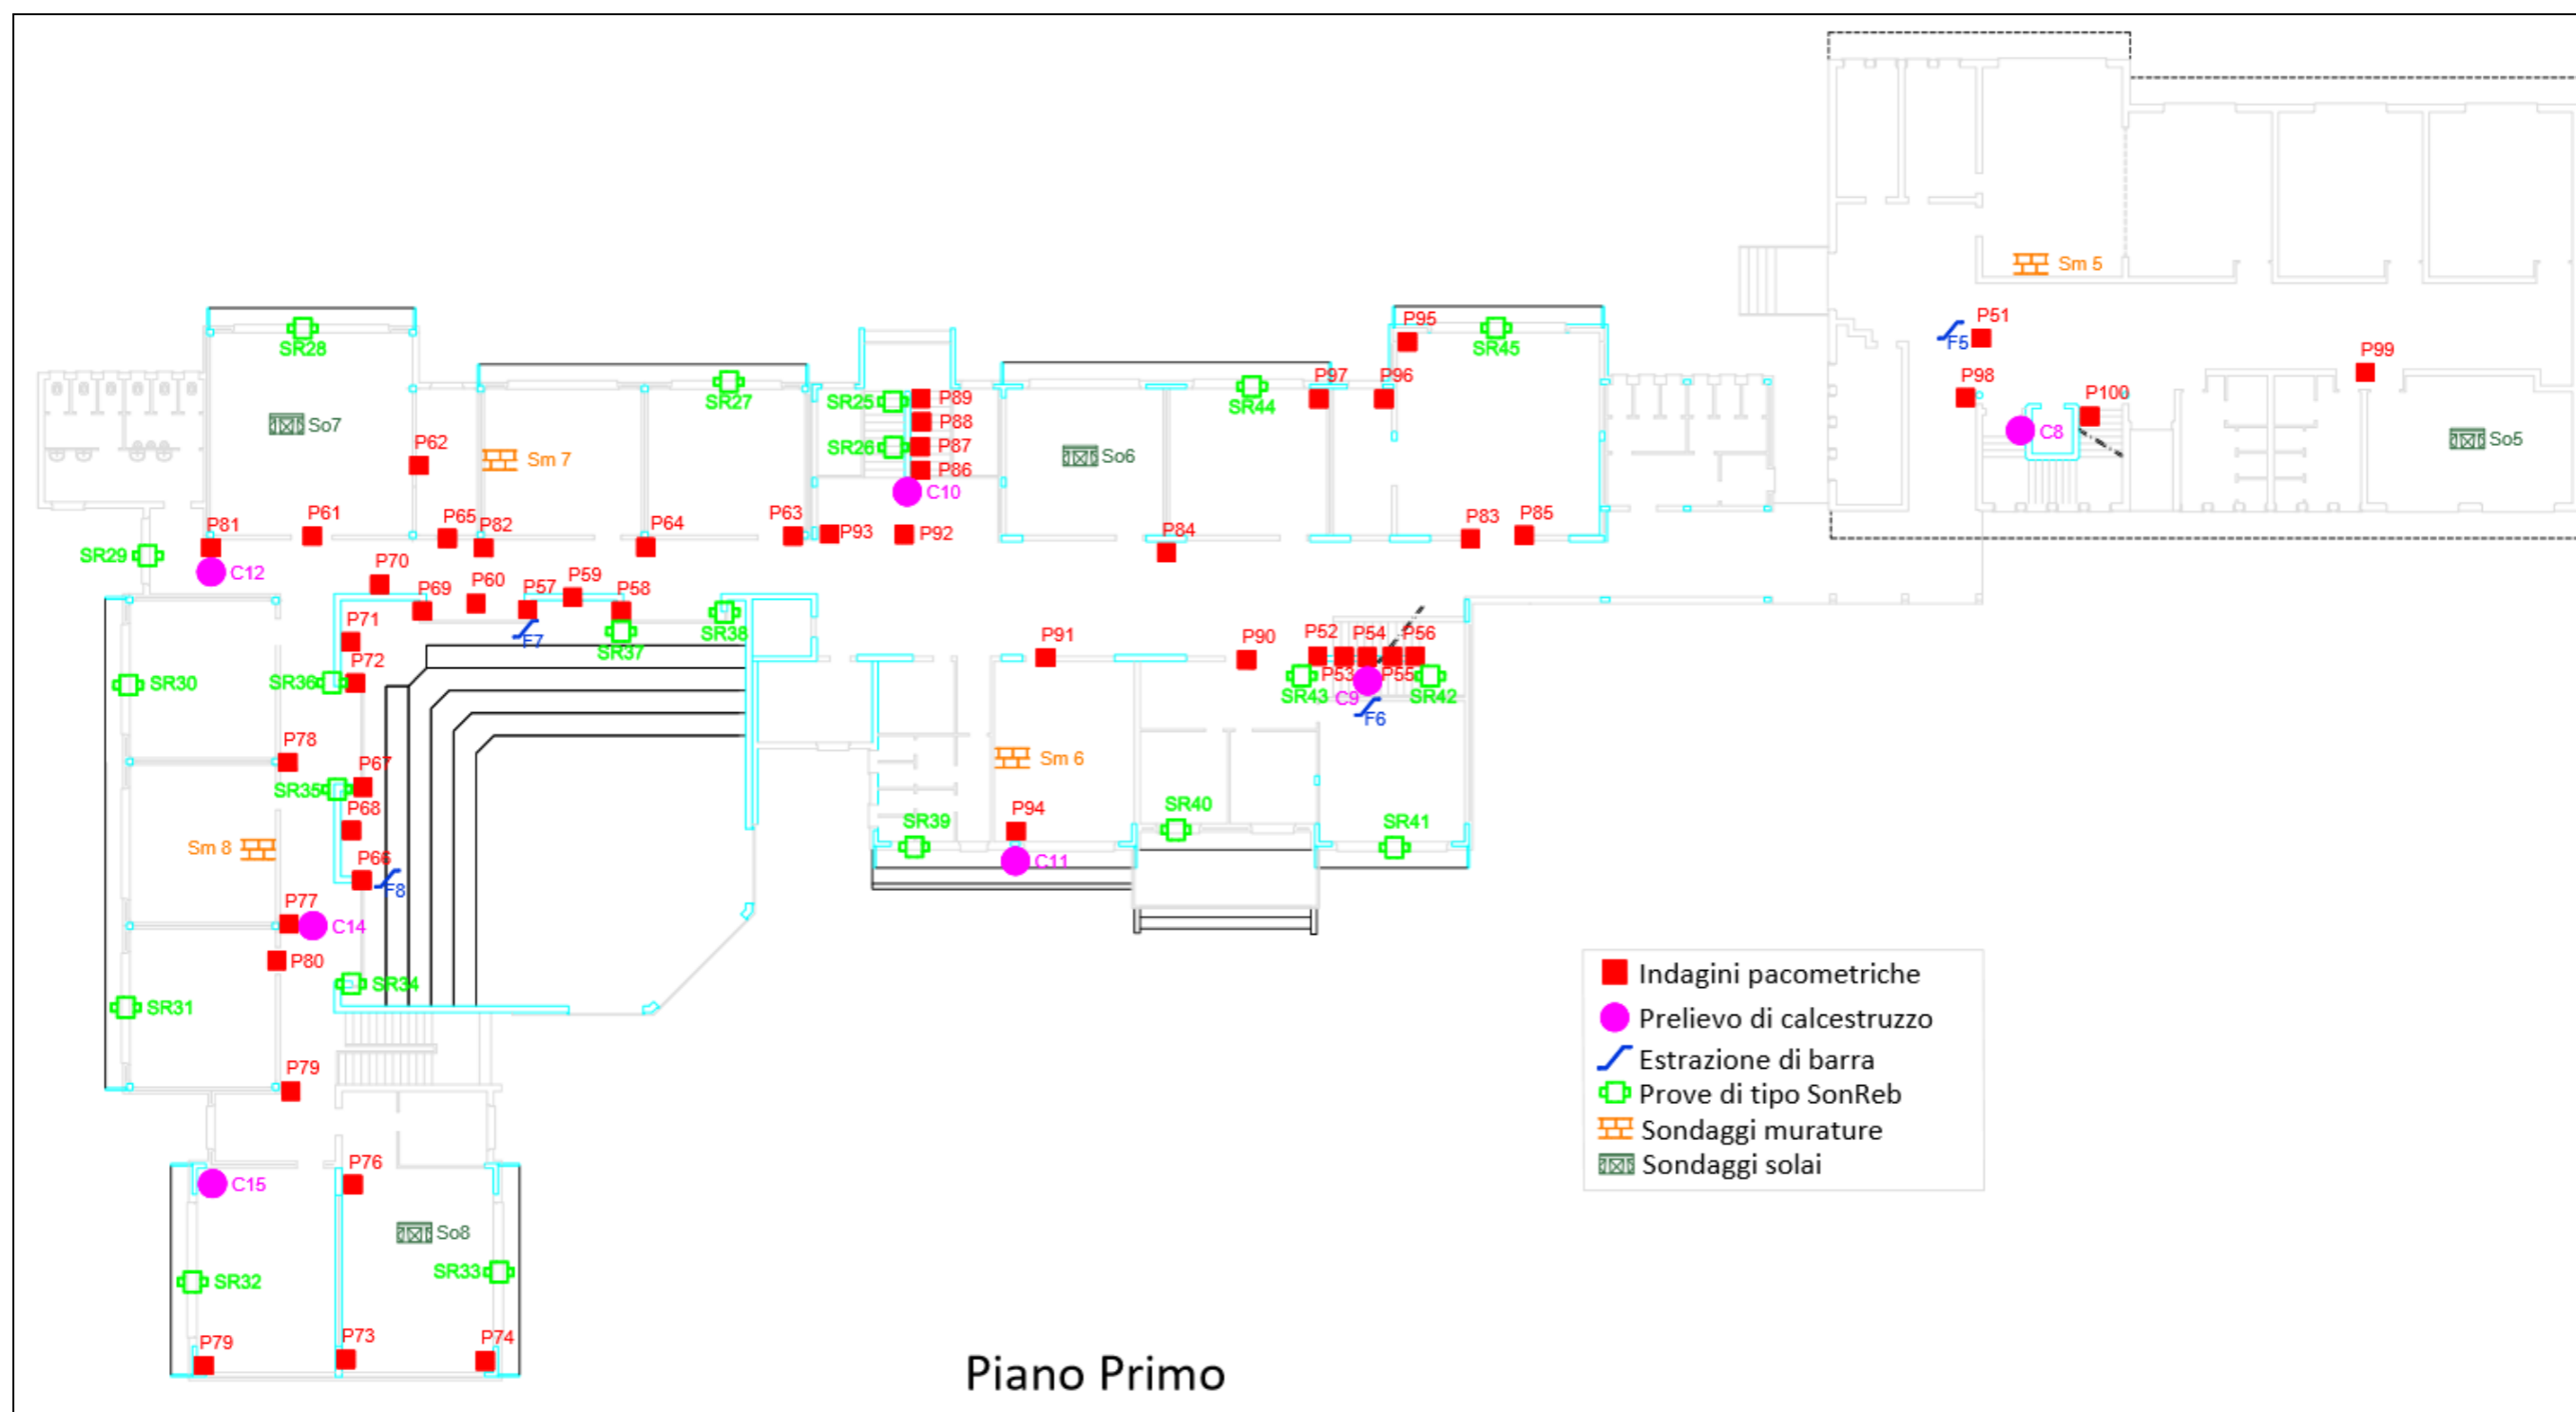 Sm 5
P51
F5
SR28
P95
SR45
P99
SR27
SR25
P89
P97
P96
P98
SR44
P100
P88
So7
P62
SR26
P87
C8
So5
Sm 7
P86
So6
C10
P81
P61
P65
P82
P64
P63
P93
P92
P84
P83
P85
SR29
C12
P70
P69
P60
P57
P59
P58
P71
F7
SR37
SR38
P91
P90
P52
P54
P56
P72
SR30
SR36
P53
P55
SR43
C9
SR42
F6
P78
P67
Sm 6
SR35
P68
P94
SR40
SR39
SR41
Sm 8
P66
F8
C11
P77
C14
P80
SR34
SR31
P79
Indagini pacometriche
Prelievo di calcestruzzo
Estrazione di barra
Prove di tipo SonReb
Sondaggi murature
Sondaggi solai
P76
C15
So8
SR32
SR33
P79
P73
P74
Piano Primo